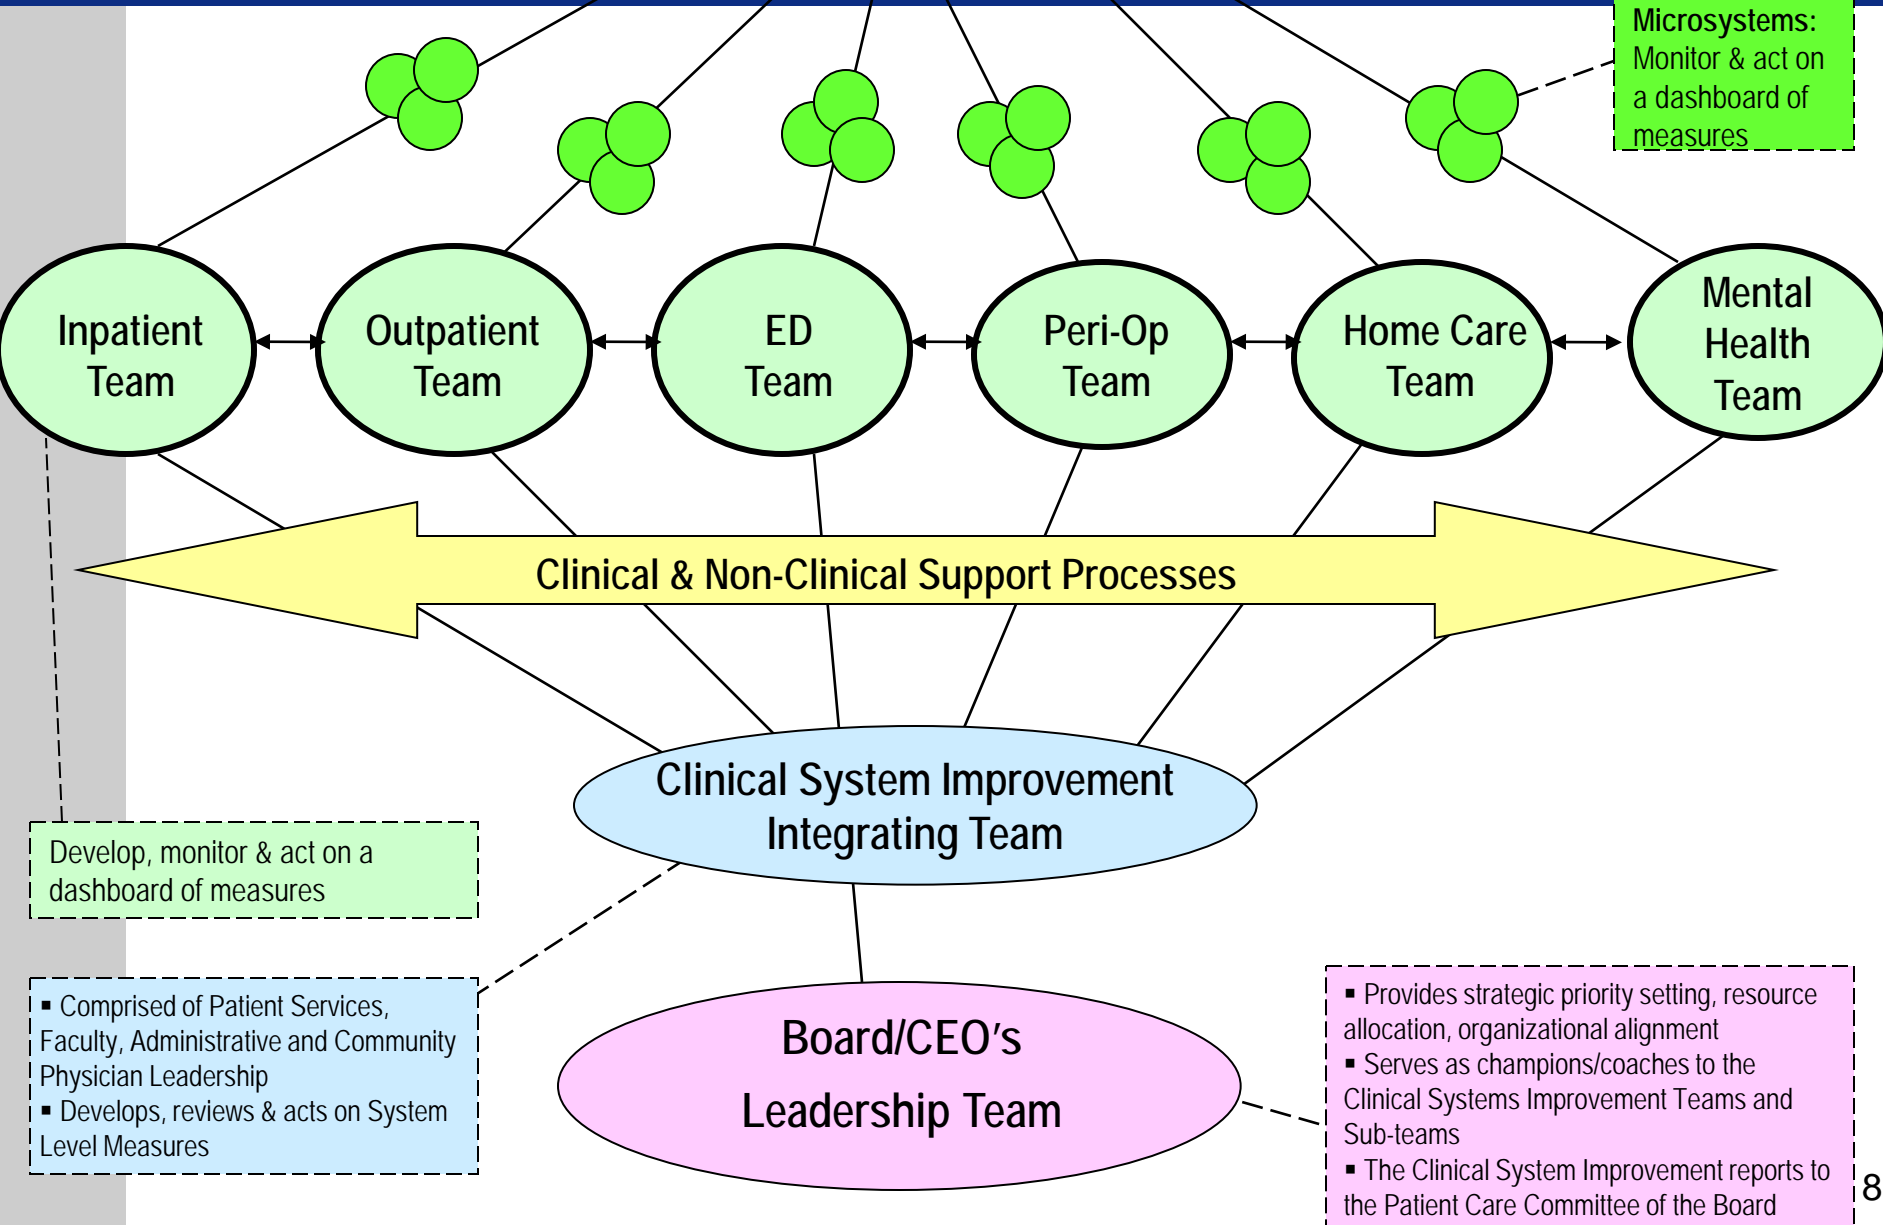 Microsystems:
Monitor & act on
a dashboard of
measures
Inpatient
Team
Outpatient
Team
ED
Team
Peri-Op
Team
Home Care
Team
Mental
Health
Team
Clinical & Non-Clinical Support Processes
Clinical System Improvement
Integrating Team
Develop, monitor & act on a
dashboard of measures
▪ Comprised of Patient Services,
Faculty, Administrative and Community
Physician Leadership
▪ Develops, reviews & acts on System
Level Measures
Board/CEO's
Leadership Team
▪ Provides strategic priority setting, resource
allocation, organizational alignment
▪ Serves as champions/coaches to the
Clinical Systems Improvement Teams and
Sub-teams
▪ The Clinical System Improvement reports to
the Patient Care Committee of the Board
8